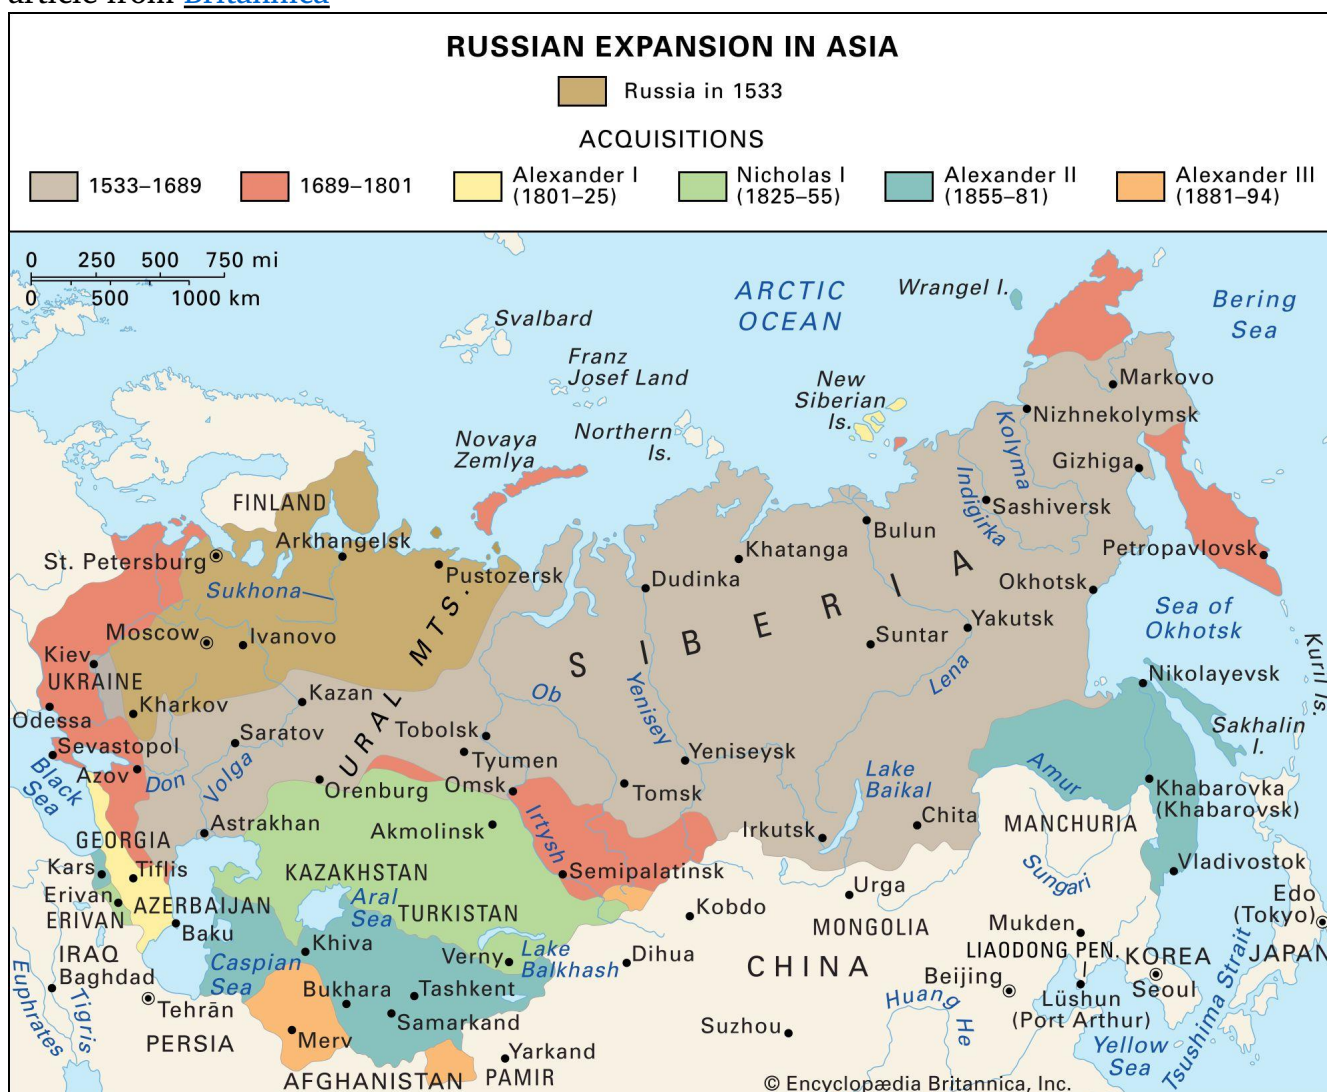 article from Britannica
RUSSIAN EXPANSION IN ASIA
Russia in 1533
ACQUISITIONS
1533–1689
1689–1801
Alexander I
(1801–25)
Nicholas I
(1825–55)
Alexander II
(1855–81)
Alexander III
(1881–94)
0 250 500 750 mi
0 500 1000 km
ARCTIC
OCEAN
Wrangel I.
Bering
Sea
Svalbard
Franz
Josef Land
New
Siberian
Is.
Northern
Is.
Novaya
Zemlya
Markovo
Nizhnekolymsk
Kolyma
Gizhiga
Indigirka
Sashiversk
FINLAND
Arkhangelsk
Bulun
Khatanga
Petropavlovsk
St. Petersburg
Pustozersk
Dudinka
Okhotsk
Sukhona
SIBERIA
Sea of
Okhotsk
Moscow
Ivanovo
Suntar
Yakutsk
Lena
Kiev
UKRAINE
URAL MTS.
Kazan
Ob
Yenisey
Nikolayevsk
Kuril Is.
Kharkov
Odessa
Saratov
Tobolsk
Sakhalin
I.
Sevastopol
Tyumen
Yeniseysk
Black
Sea
Azov
Don
Volga
Orenburg
Omsk
Tomsk
Lake
Baikal
Amur
Khabarovka
(Khabarovsk)
Astrakhan
Akmolinsk
Irtysh
Irkutsk
Chita
MANCHURIA
GEORGIA
Kars
Tiflis
KAZAKHSTAN
Semipalatinsk
Sungari
Vladivostok
Erivan
ERIVAN
AZERBAIJAN
Aral
Sea
TURKISTAN
Urga
Kobdo
MONGOLIA
Edo
(Tokyo)
Baku
Khiva
Mukden
IRAQ
Baghdad
Caspian
Sea
Verny
Lake
Balkhash
Dihua
CHINA
LIAODONG PEN.
KOREA
JAPAN
Euphrates
Tigris
Tehrān
Bukhara
Tashkent
Beijing
Seoul
Huang He
Lüshun
(Port Arthur)
Samarkand
Suzhou
PERSIA
Merv
Yarkand
Yellow
Sea
Tsushima Strait
AFGHANISTAN
PAMIR
© Encyclopædia Britannica, Inc.